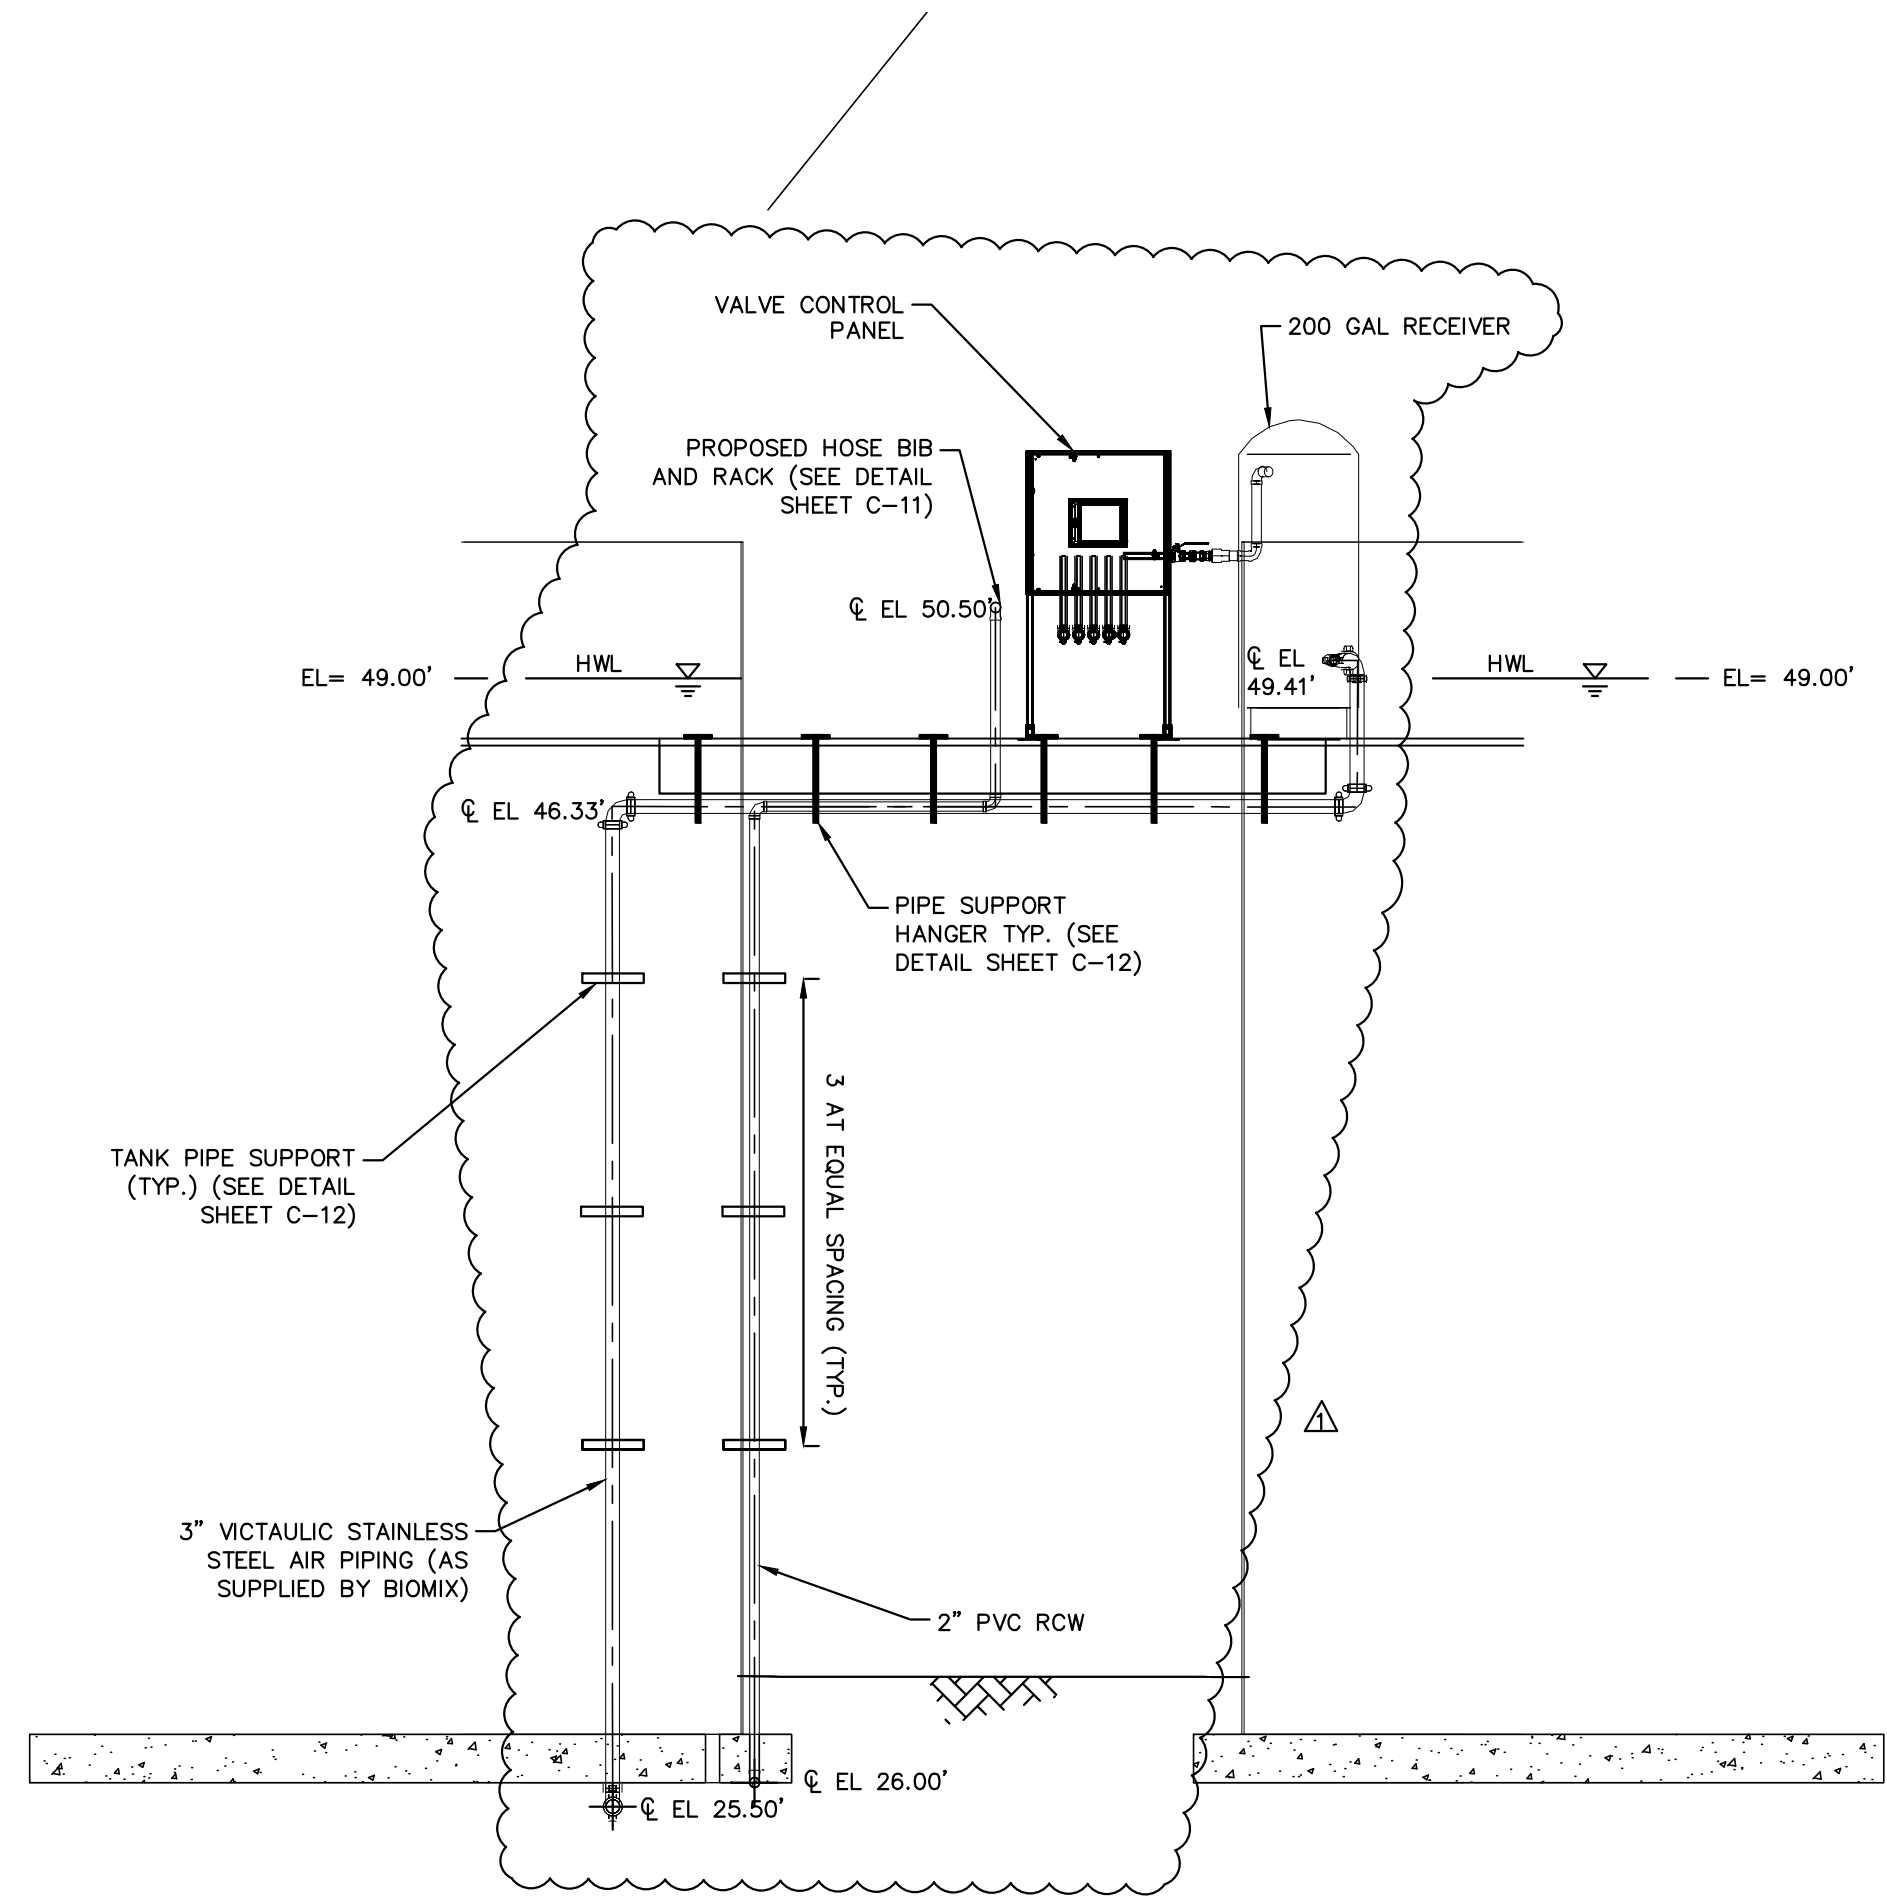 VALVE CONTROL
PANEL
200 GAL RECEIVER
PROPOSED HOSE BIB
AND RACK (SEE DETAIL
SHEET C-11)
℄ EL 50.50'
EL= 49.00'
HWL
℄ EL
49.41'
HWL
EL= 49.00'
℄ EL 46.33'
PIPE SUPPORT
HANGER TYP. (SEE
DETAIL SHEET C-12)
TANK PIPE SUPPORT
(TYP.) (SEE DETAIL
SHEET C-12)
3 AT EQUAL SPACING (TYP.)
1
3" VICTAULIC STAINLESS
STEEL AIR PIPING (AS
SUPPLIED BY BIOMIX)
2" PVC RCW
℄ EL 26.00'
℄ EL 25.50'